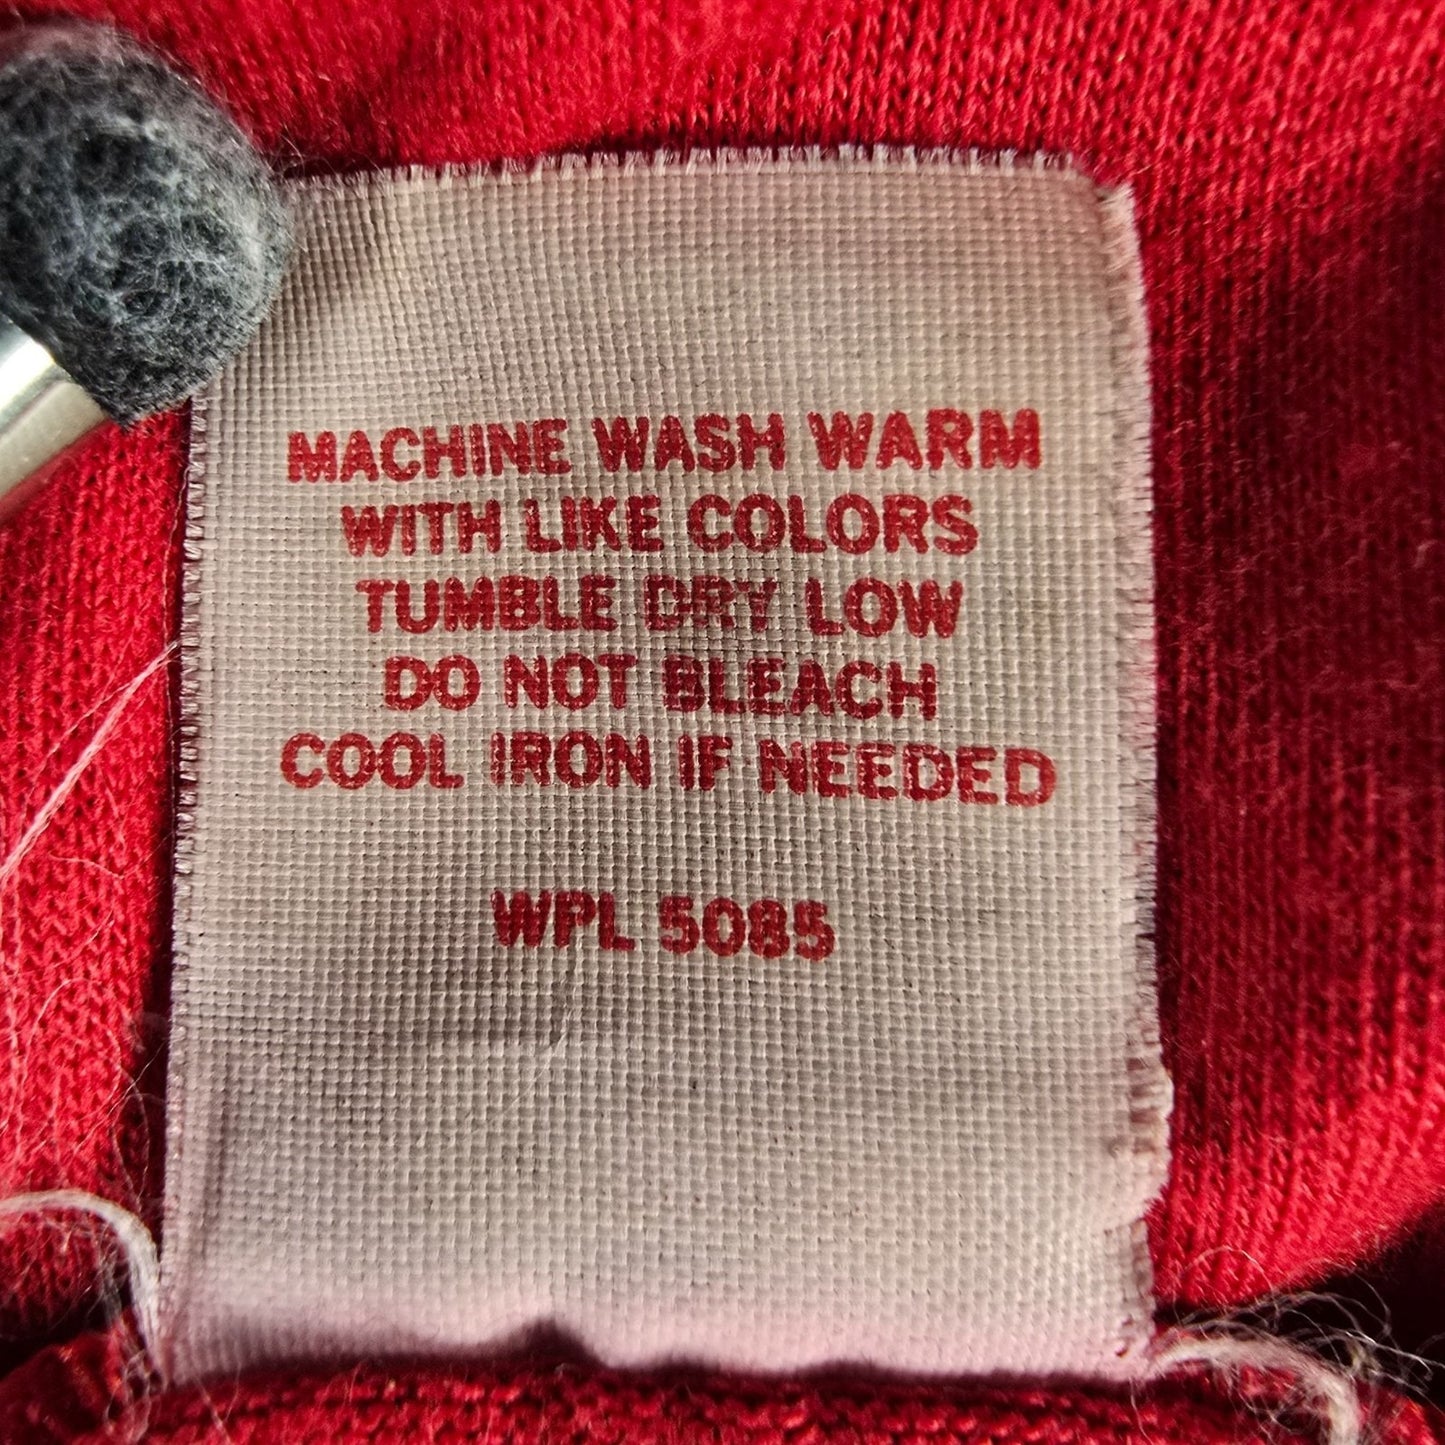 MACHINE WASH WARM
WITH LIKE COLORS
TUMBLE DRY LOW
DO NOT BLEACH
COOL IRON IF NEEDED
WPL 5085